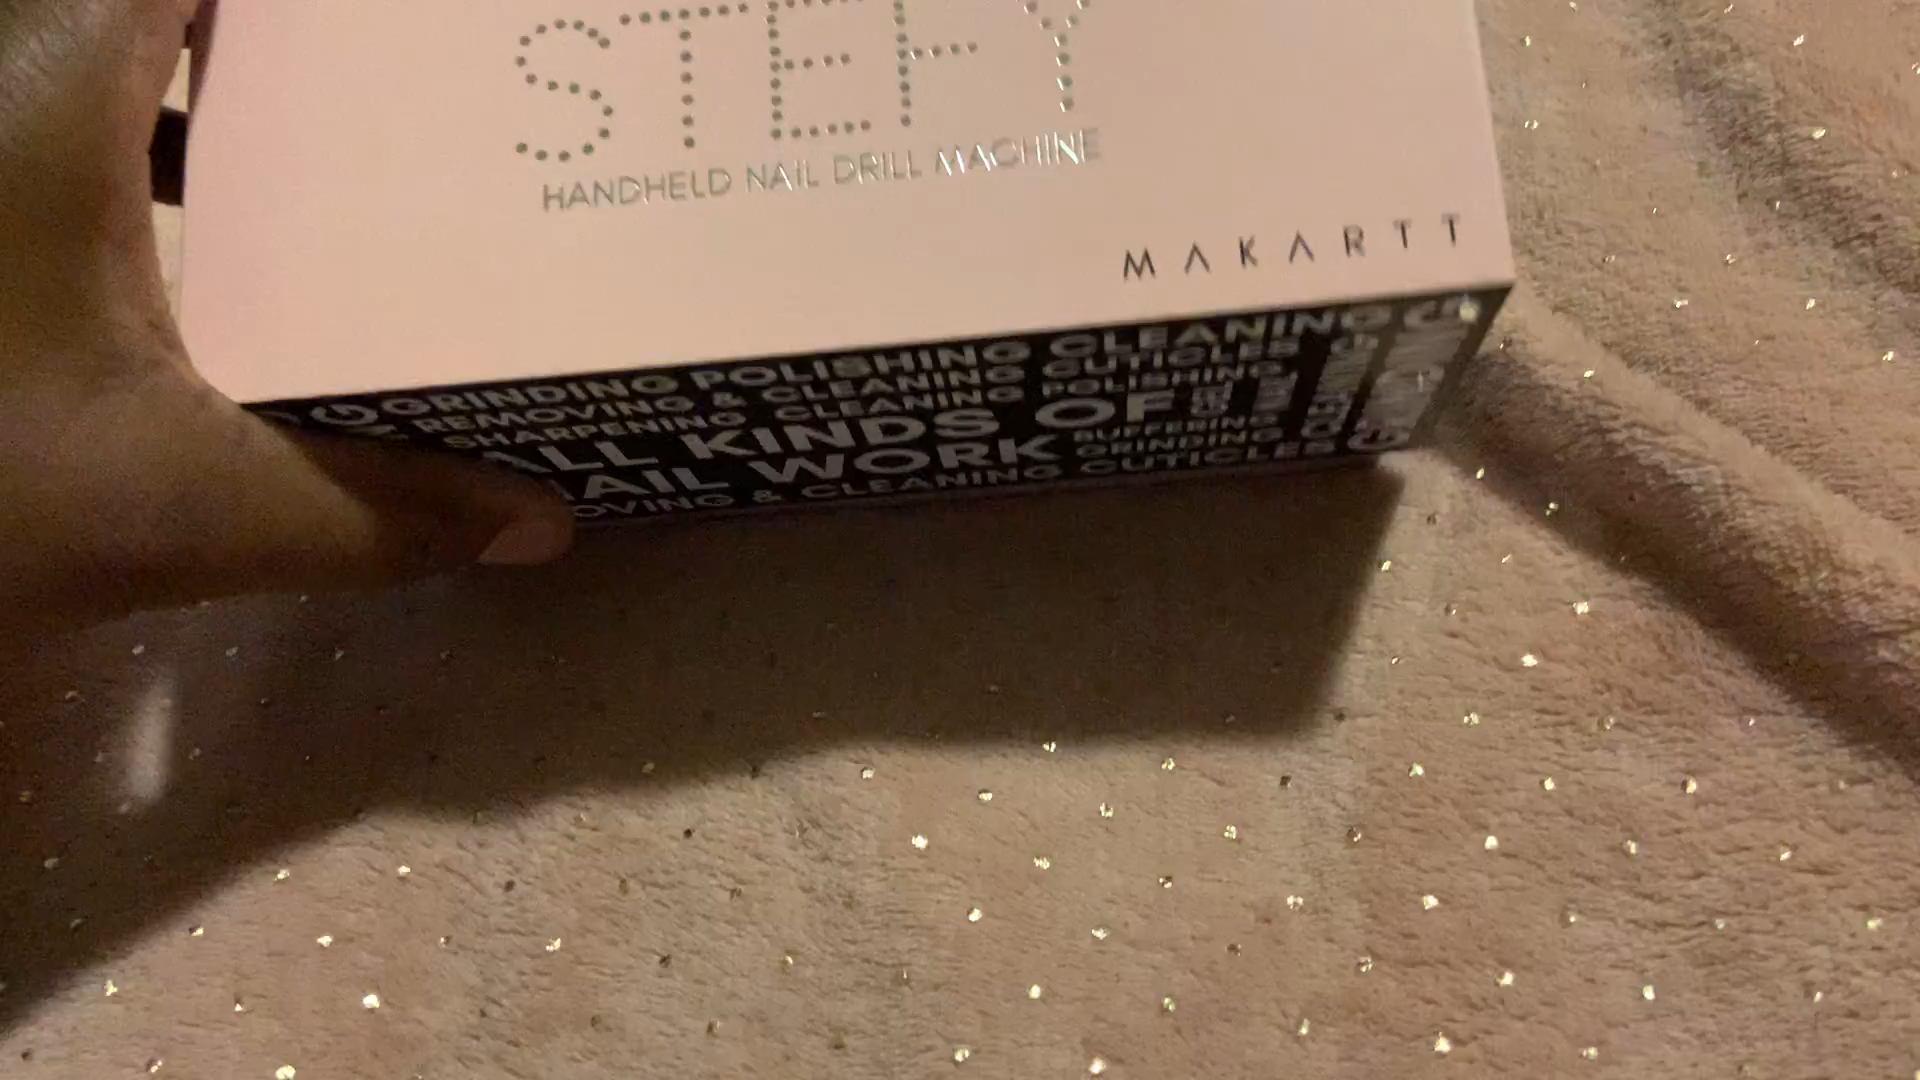 STEFY
HANDHELD NAIL DRILL MACHINE
MAKARTT
GRINDING POLISHING CLEANING
REMOVING & CLEANING CUTICLES
SHARPENING CLEANING POLISHING
ALL KINDS OF
NAIL WORK
BUFFERING
GRINDING
OVING & CLEANING CUTICLES